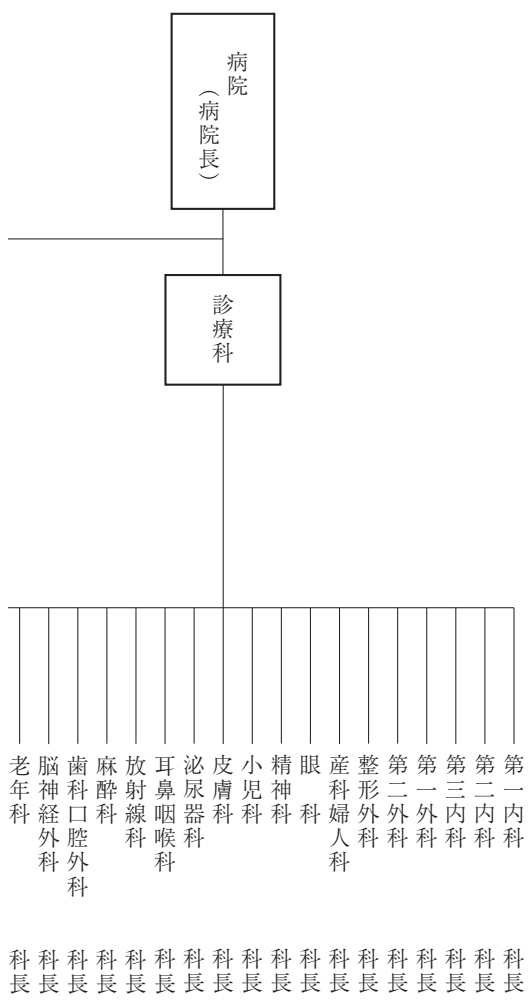 病院
（病院長）
診療科
第一内科　科長
第二内科　科長
第三内科　科長
第一外科　科長
第二外科　科長
整形外科　科長
産科婦人科　科長
眼　科　科長
精神科　科長
小児科　科長
皮膚科　科長
泌尿器科　科長
耳鼻咽喉科　科長
放射線科　科長
麻酔科　科長
歯科口腔外科　科長
脳神経外科　科長
老年科　科長